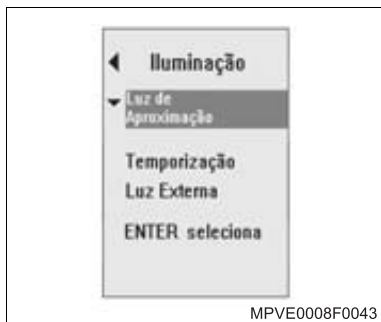 Iluminação
Luz de
Aproximação
Temporização
Luz Externa
ENTER seleciona
MPVE0008F0043